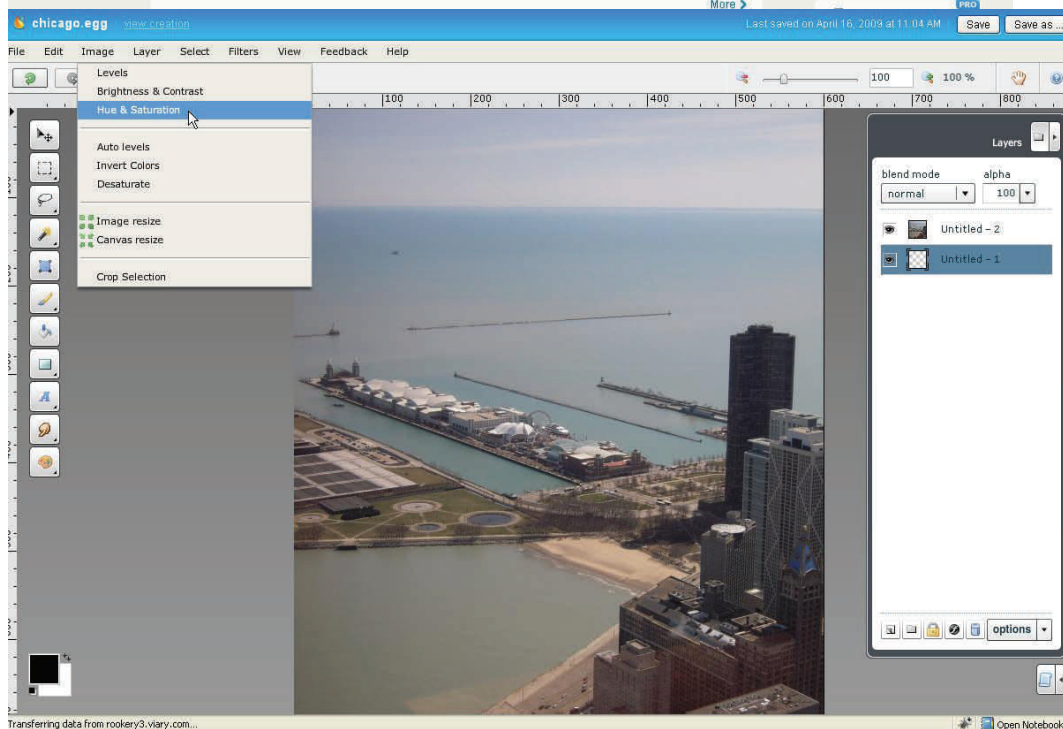 More >
PRO
chicago.egg view creation Last saved on April 16, 2009 at 11:04 AM Save Save as ...
File Edit Image Layer Select Filters View Feedback Help
100 100 %
Levels
Brightness & Contrast
Hue & Saturation
Auto levels
Invert Colors
Desaturate
Image resize
Canvas resize
Crop Selection
100 200 300 400 500 600 700 800
Layers
blend mode alpha
normal 100
Untitled - 2
Untitled - 1
options
Transferring data from rookery3.viary.com... Open Notebook